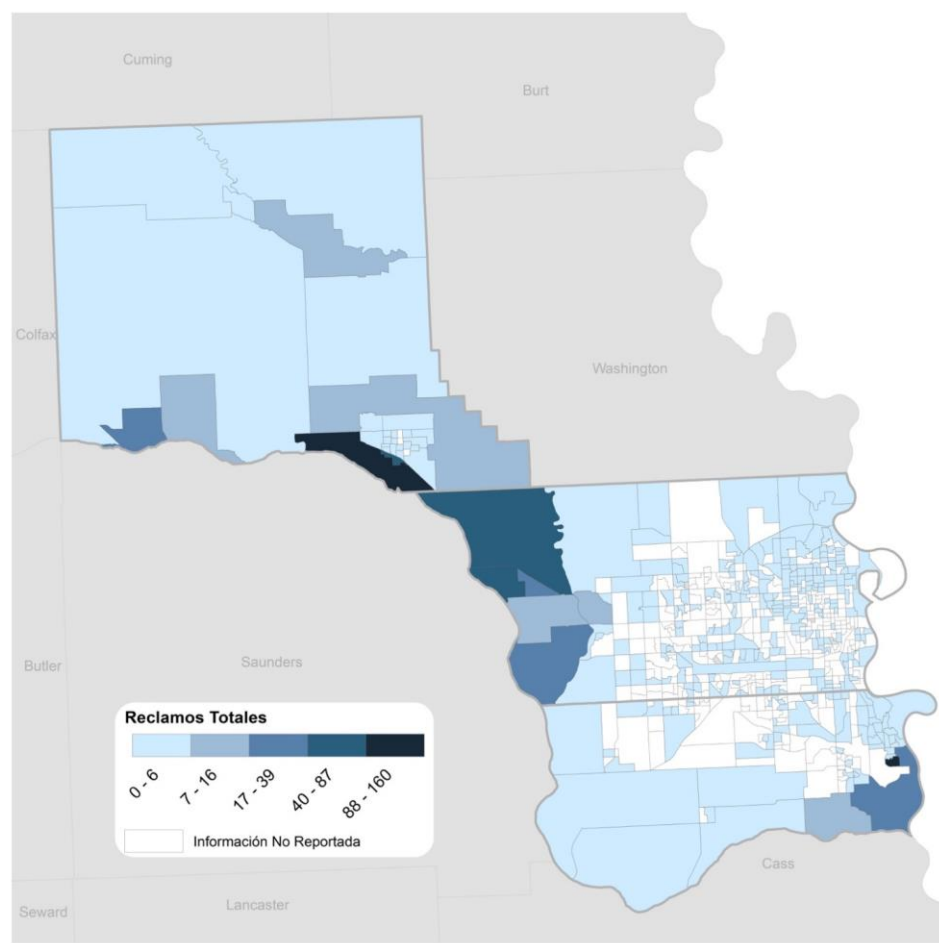 Cuming
Burt
Colfax
Washington
Butler
Saunders
Reclamos Totales
0 - 6
7 - 16
17 - 39
40 - 87
88 - 160
Información No Reportada
Cass
Seward
Lancaster